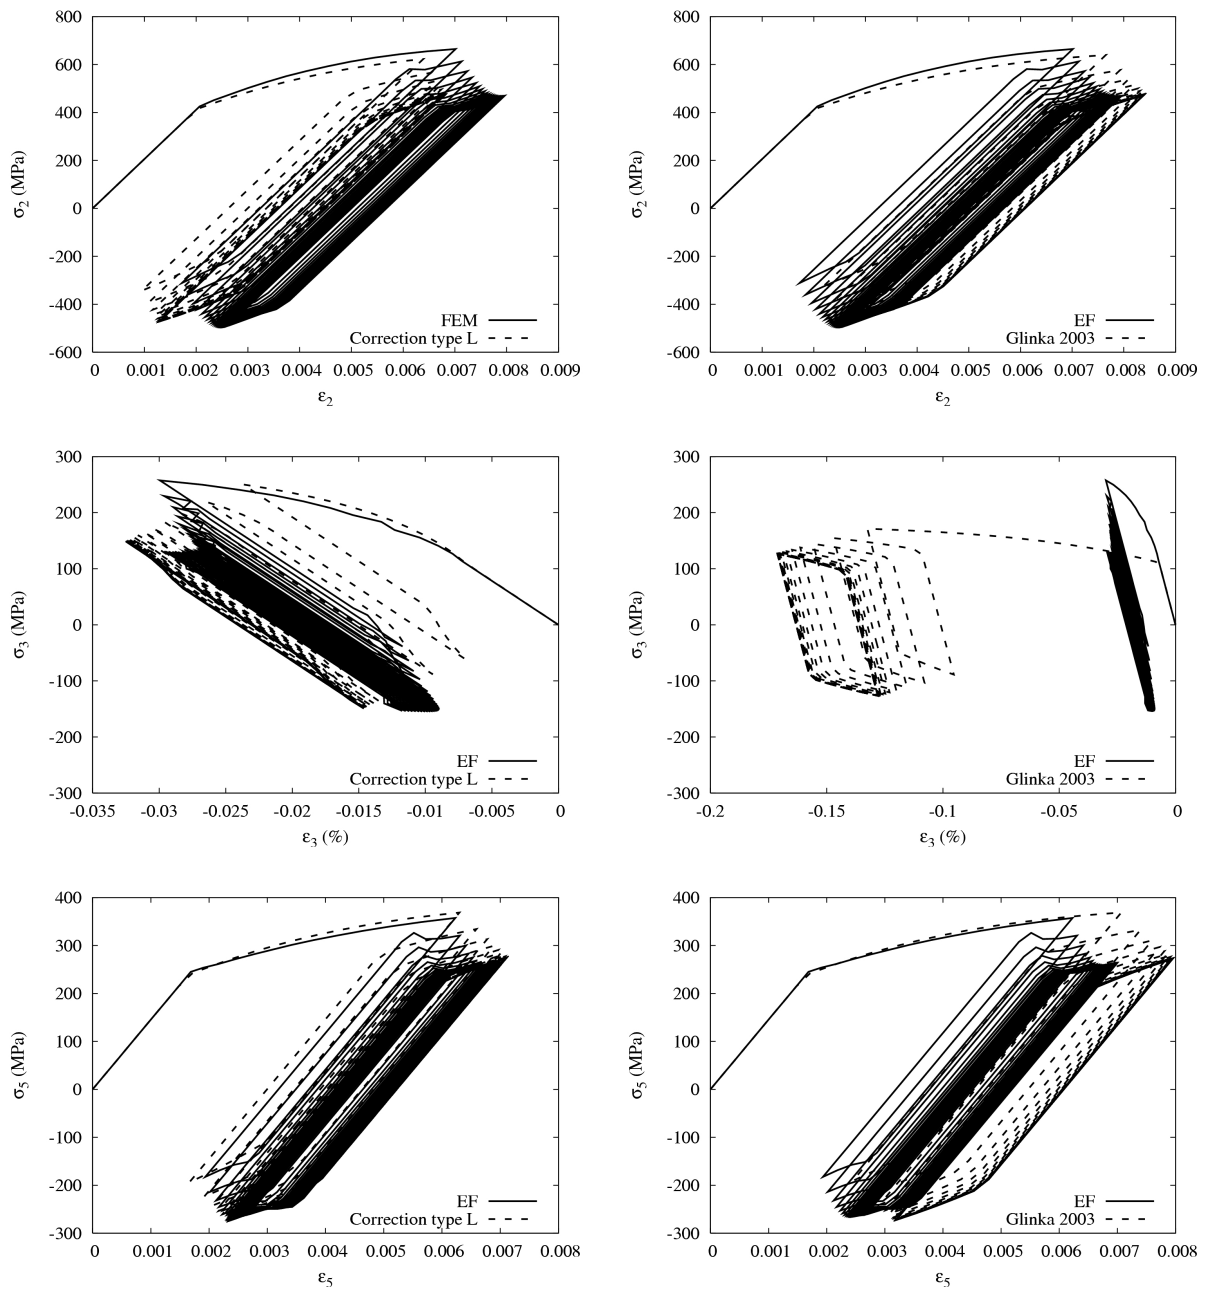 800
600
400
200
0
-200
-400
-600
σ2 (MPa)
FEM
Correction type L
0 0.001 0.002 0.003 0.004 0.005 0.006 0.007 0.008 0.009
ε2
800
600
400
200
0
-200
-400
-600
σ2 (MPa)
EF
Glinka 2003
0 0.001 0.002 0.003 0.004 0.005 0.006 0.007 0.008 0.009
ε2
300
200
100
0
-100
-200
-300
σ3 (MPa)
EF
Correction type L
-0.035 -0.03 -0.025 -0.02 -0.015 -0.01 -0.005 0
ε3 (%)
300
200
100
0
-100
-200
-300
σ3 (MPa)
EF
Glinka 2003
-0.2 -0.15 -0.1 -0.05 0
ε3 (%)
400
300
200
100
0
-100
-200
-300
σ5 (MPa)
EF
Correction type L
0 0.001 0.002 0.003 0.004 0.005 0.006 0.007 0.008
ε5
400
300
200
100
0
-100
-200
-300
σ5 (MPa)
EF
Glinka 2003
0 0.001 0.002 0.003 0.004 0.005 0.006 0.007 0.008
ε5